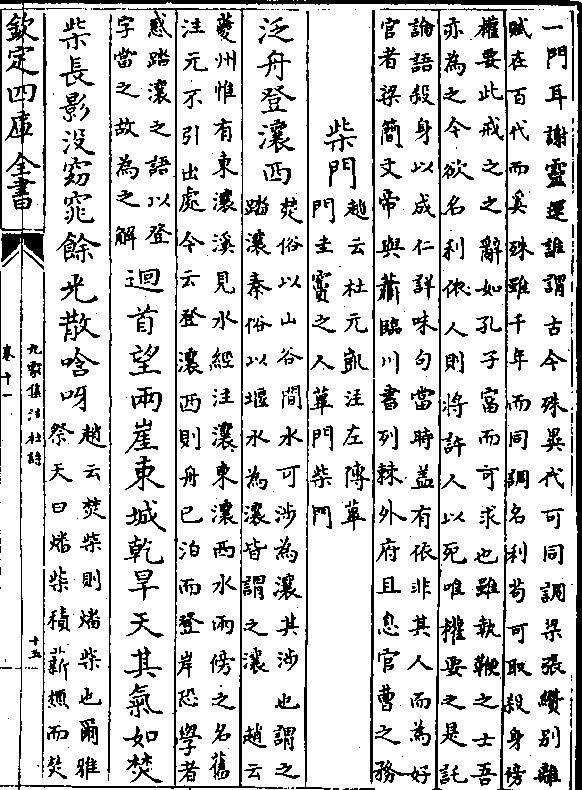 一門耳謝靈運誰謂古今殊異代可同調梁張纘别離
賦在百代而奚殊雖千年而同調名利苟可取殺身傍
權要此戒之之辭如孔子富而可求也雖執鞭之士吾
亦為之今欲名利傍人則將許人以死唯權要之是託
論語殺身以成仁詳味句當時益有依非其人而為好
官者梁簡文帝與蕭臨川書列棘外府且息官曹之務
柴門
趙云杜元凱注左傳蓽
門圭竇之人蓽門柴門
泛舟登瀼西
焚俗以山谷間水可涉為瀼其涉也謂之
踏瀼秦俗以堰水為瀼皆謂之瀼 趙云
夔州惟有東瀼溪見水經注瀼東瀼西水兩傍之名舊
注元不引出處今云登瀼西則舟已泊而登岸恐學者
惑踏瀼之語以登
字當之故為之解
迴首望兩崖東城乾旱天其氣如焚
柴長影沒窈窕餘光散唅呀
趙云焚柴則燔柴也爾雅
祭天曰燔柴積薪燒而焚
欽定四庫全書
九家集注杜詩
卷十一
十五